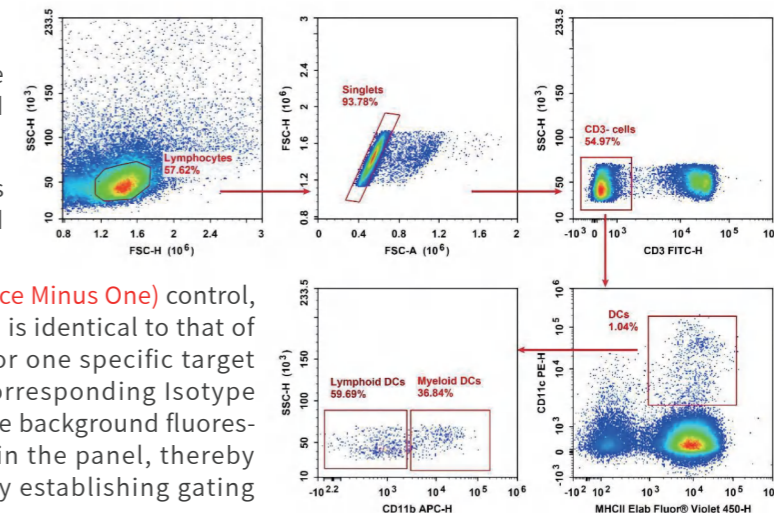 e
d
s
d
ce Minus One) control,
is identical to that of
or one specific target
orresponding Isotype
e background fluores-
in the panel, thereby
y establishing gating
233.5
150
100
50
10
SSC-H (10³)
Lymphocytes
57.62%
0.8 1.2 1.6 2 2.4 3
FSC-H (10⁶)
3
2.4
2
1.6
1.2
0.8
FSC-H (10⁶)
Singlets
93.78%
0 0.4 0.8 1.2 1.6 2
FSC-A (10⁶)
233.5
150
100
50
10
SSC-H (10³)
CD3- cells
54.97%
-10³ 10³ 10⁴ 10⁵
CD3 FITC-H
233.5
150
100
50
10
SSC-H (10³)
Lymphoid DCs
59.69%
Myeloid DCs
36.84%
-10².² 10³ 10⁴ 10⁵ 10⁶
CD11b APC-H
10⁶
10⁵
10⁴
10³
0
-10³
CD11c PE-H
DCs
1.04%
-10² 10² 10³ 10⁴ 10⁵
MHCII Elab Fluor® Violet 450-H